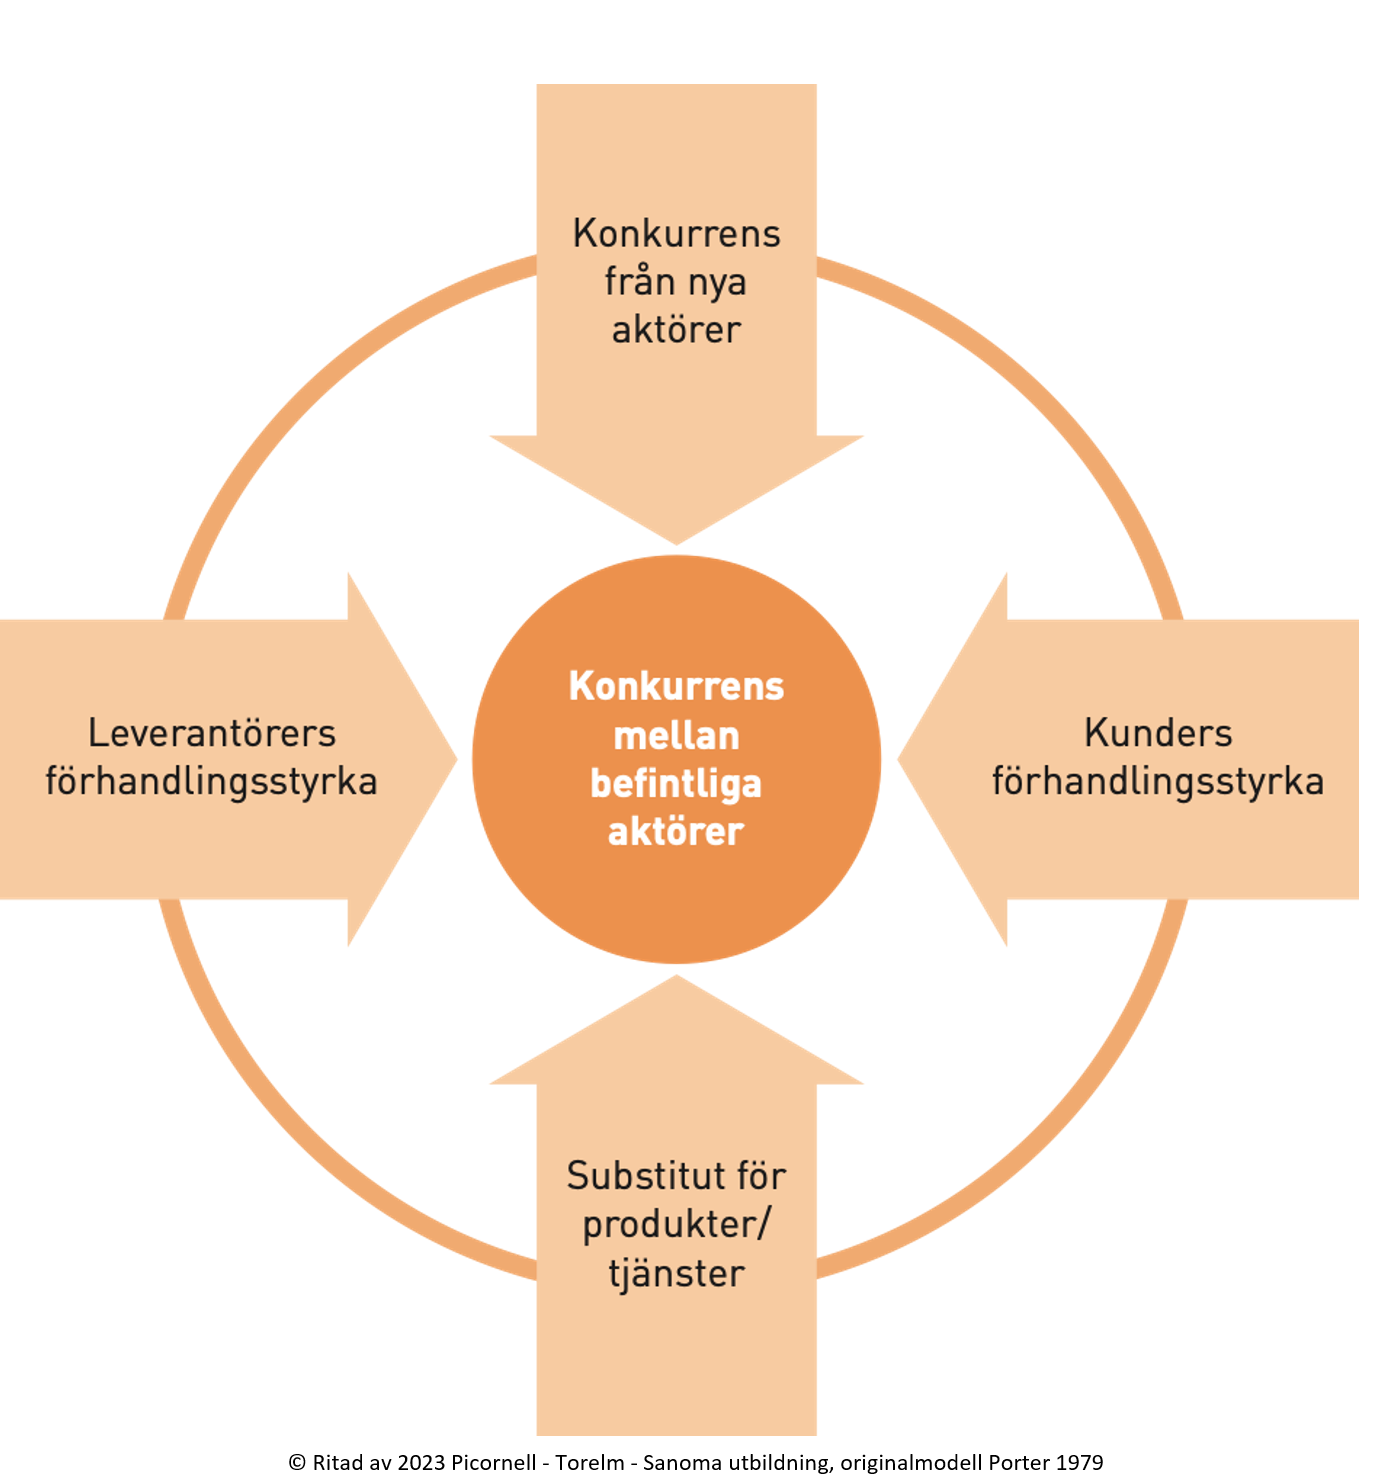 Konkurrens
från nya
aktörer
Leverantörers
förhandlingsstyrka
Konkurrens
mellan
befintliga
aktörer
Kunders
förhandlingsstyrka
Substitut för
produkter/
tjänster
© Ritad av 2023 Picornell - Torelm - Sanoma utbildning, originalmodell Porter 1979